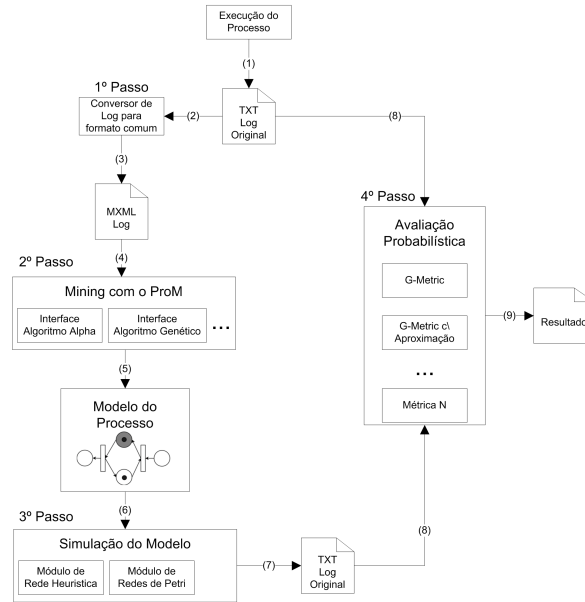 Execução do
Processo
(1)
1º Passo
Conversor de
Log para
formato comum
(2)
TXT
Log
Original
(8)
(3)
MXML
Log
4º Passo
Avaliação
Probabilística
G-Metric
G-Metric c\
Aproximação
...
Métrica N
(9)
Resultado
(4)
2º Passo
Mining com o ProM
Interface
Algoritmo Alpha
Interface
Algoritmo Genético
...
(5)
Modelo do
Processo
(6)
3º Passo
Simulação do Modelo
Módulo de
Rede Heuristica
Módulo de
Redes de Petri
(7)
TXT
Log
Original
(8)